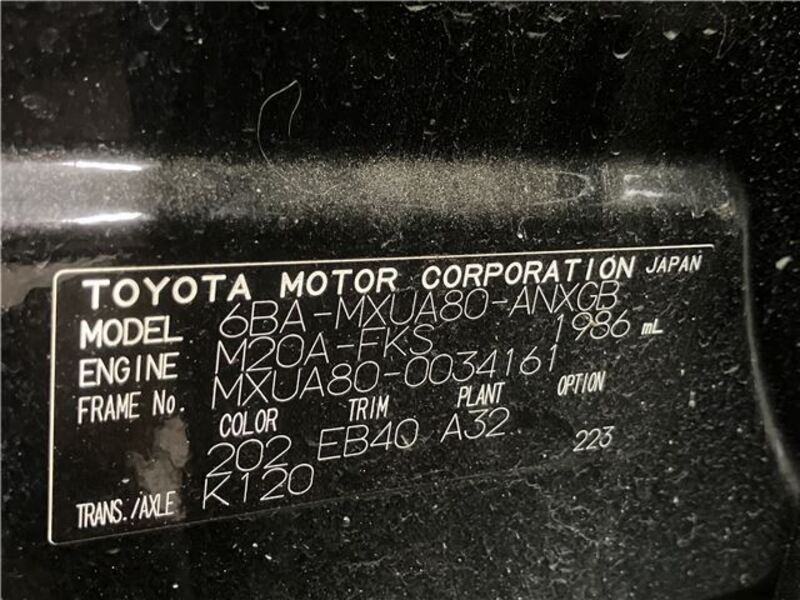 TOYOTA MOTOR CORPORATION JAPAN
MODEL 6BA-MXUA80-ANXGB
ENGINE M20A-FKS 1986 mL
FRAME No. MXUA80-0034161
COLOR TRIM PLANT OPTION
202 EB40 A32 223
TRANS./AXLE K120